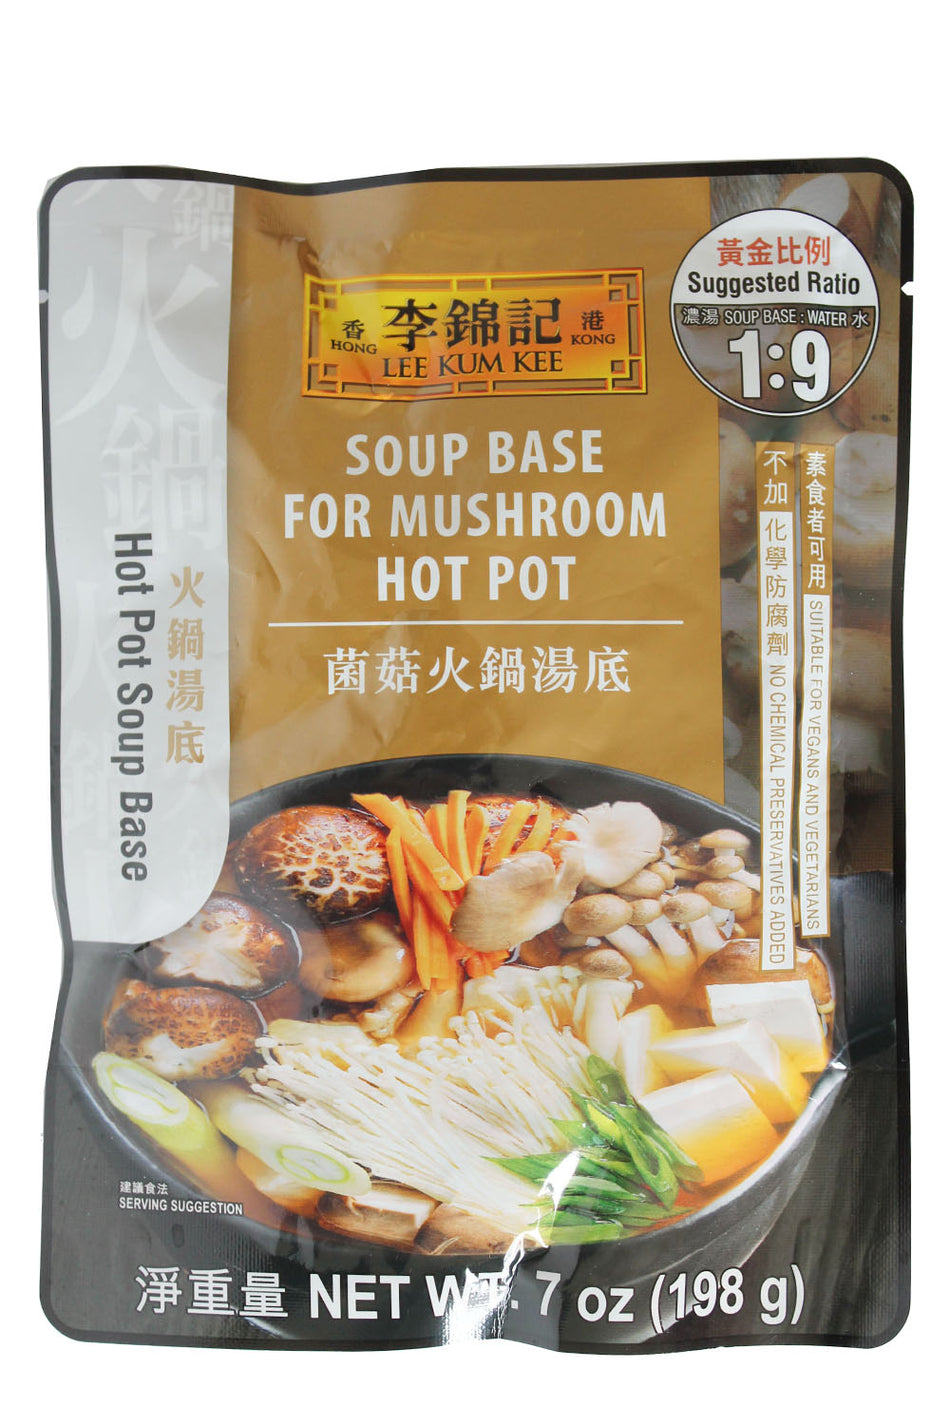 黃金比例
Suggested Ratio
濃湯 SOUP BASE : WATER 水
1:9
香 李錦記 港
HONG KONG
LEE KUM KEE
SOUP BASE
FOR MUSHROOM
HOT POT
菌菇火鍋湯底
火鍋
火鍋湯底
Hot Pot Soup Base
素食者可用 SUITABLE FOR VEGANS AND VEGETARIANS
不加化學防腐劑 NO CHEMICAL PRESERVATIVES ADDED
建議食法
SERVING SUGGESTION
淨重量 NET WT. 7 oz (198 g)